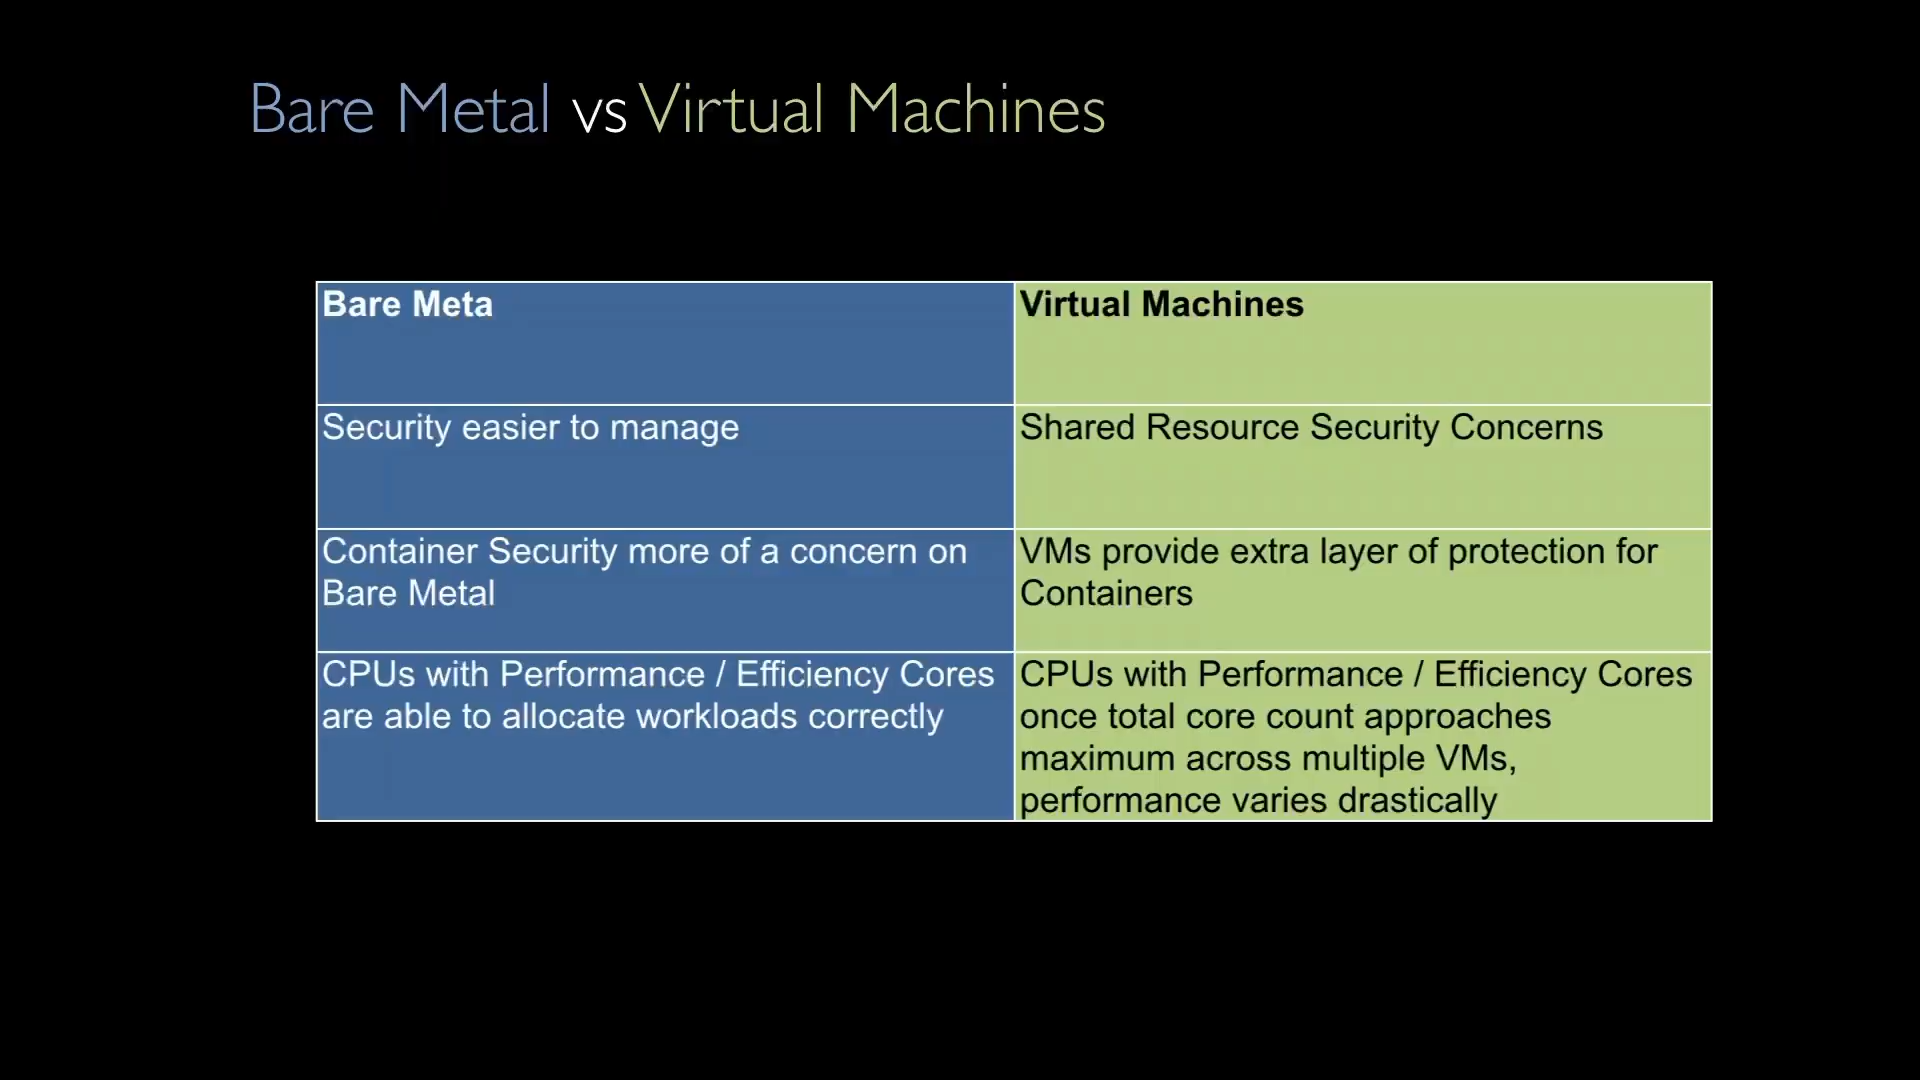 Bare Metal vs Virtual Machines
Bare Meta
Virtual Machines
Security easier to manage
Shared Resource Security Concerns
Container Security more of a concern on
Bare Metal
VMs provide extra layer of protection for
Containers
CPUs with Performance / Efficiency Cores
are able to allocate workloads correctly
CPUs with Performance / Efficiency Cores
once total core count approaches
maximum across multiple VMs,
performance varies drastically